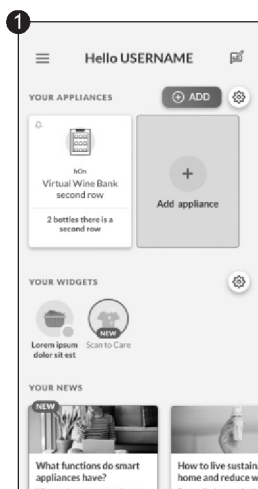 1
Hello USERNAME
YOUR APPLIANCES
ADD
hOn
Virtual Wine Bank
second row
2 bottles there is a
second row
Add appliance
YOUR WIDGETS
NEW
Lorem ipsum
dolor sit est
Scan to Care
YOUR NEWS
NEW
What functions do smart
appliances have?
How to live sustaina
home and reduce w